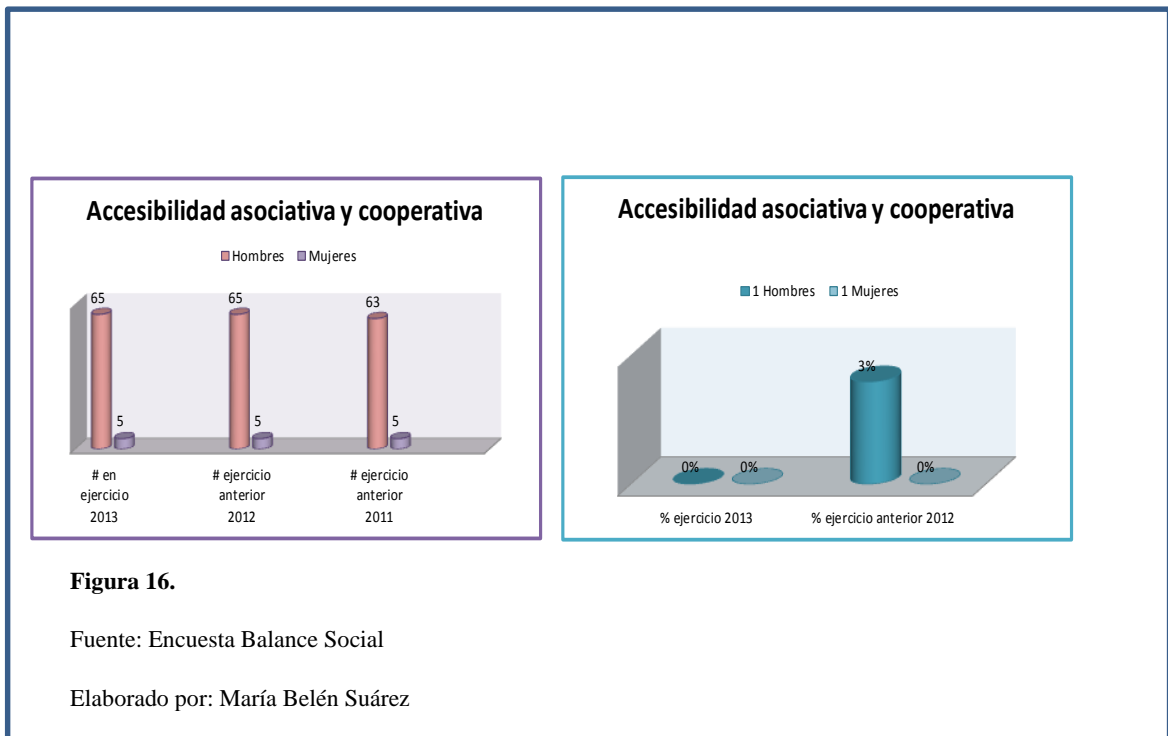 Accesibilidad asociativa y cooperativa
Hombres Mujeres
65 65 63
5 5 5
# en # ejercicio # ejercicio
ejercicio anterior anterior
2013 2012 2011
Accesibilidad asociativa y cooperativa
1 Hombres 1 Mujeres
3%
0% 0% 0%
% ejercicio 2013 % ejercicio anterior 2012
Figura 16.
Fuente: Encuesta Balance Social
Elaborado por: María Belén Suárez